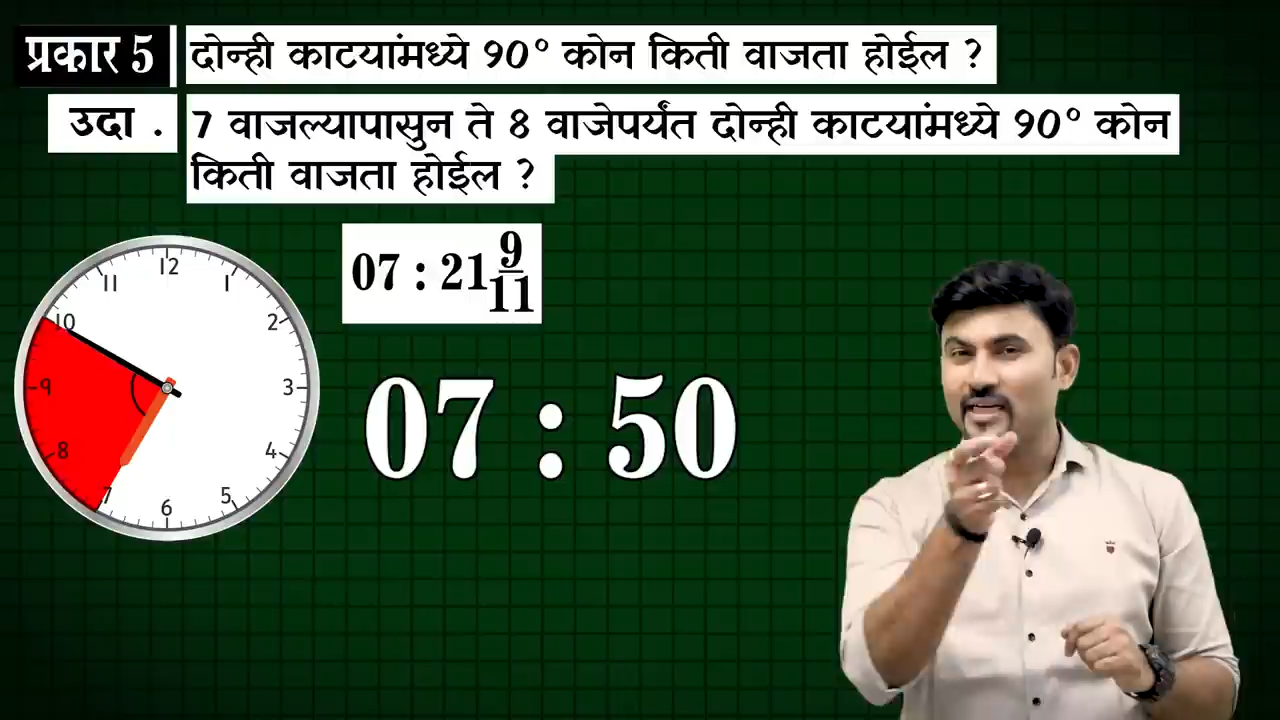 प्रकार 5 दोन्ही काटयांमध्ये 90° कोन किती वाजता होईल ?
उदा . 7 वाजल्यापासुन ते 8 वाजेपर्यंत दोन्ही काटयांमध्ये 90° कोन
किती वाजता होईल ?
07 : 21 9/11
07 : 50
12
11 1
10 2
9 3
8 4
7 5
6